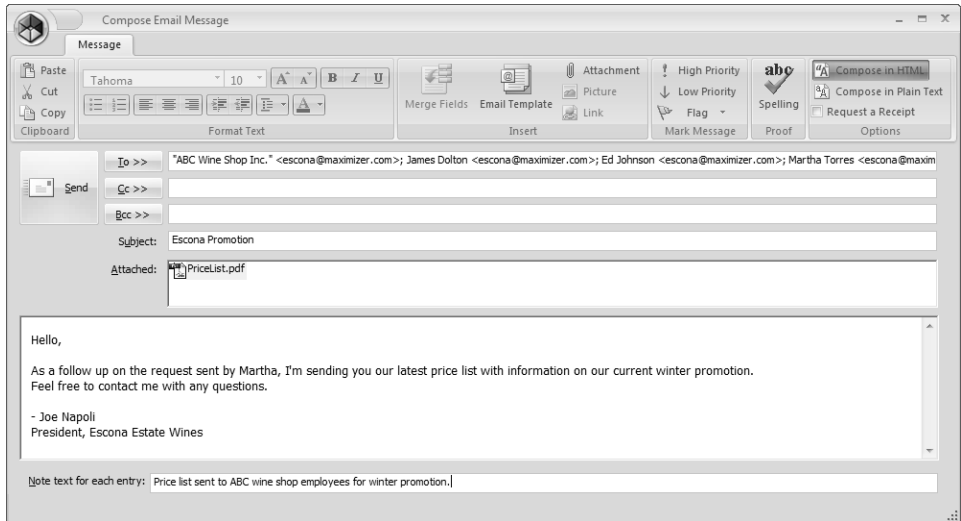 Compose Email Message
Message
Paste
Cut
Copy
Clipboard
Tahoma 10 A A B I U
A
Format Text
Merge Fields
Email Template
Attachment
Picture
Link
Insert
High Priority
Low Priority
Flag
Mark Message
abc
Spelling
Proof
Compose in HTML
Compose in Plain Text
Request a Receipt
Options
Send
To >> "ABC Wine Shop Inc." <escona@maximizer.com>; James Dolton <escona@maximizer.com>; Ed Johnson <escona@maximizer.com>; Martha Torres <escona@maxim
Cc >>
Bcc >>
Subject: Escona Promotion
Attached: PriceList.pdf
Hello,
As a follow up on the request sent by Martha, I'm sending you our latest price list with information on our current winter promotion.
Feel free to contact me with any questions.
- Joe Napoli
President, Escona Estate Wines
Note text for each entry: Price list sent to ABC wine shop employees for winter promotion.